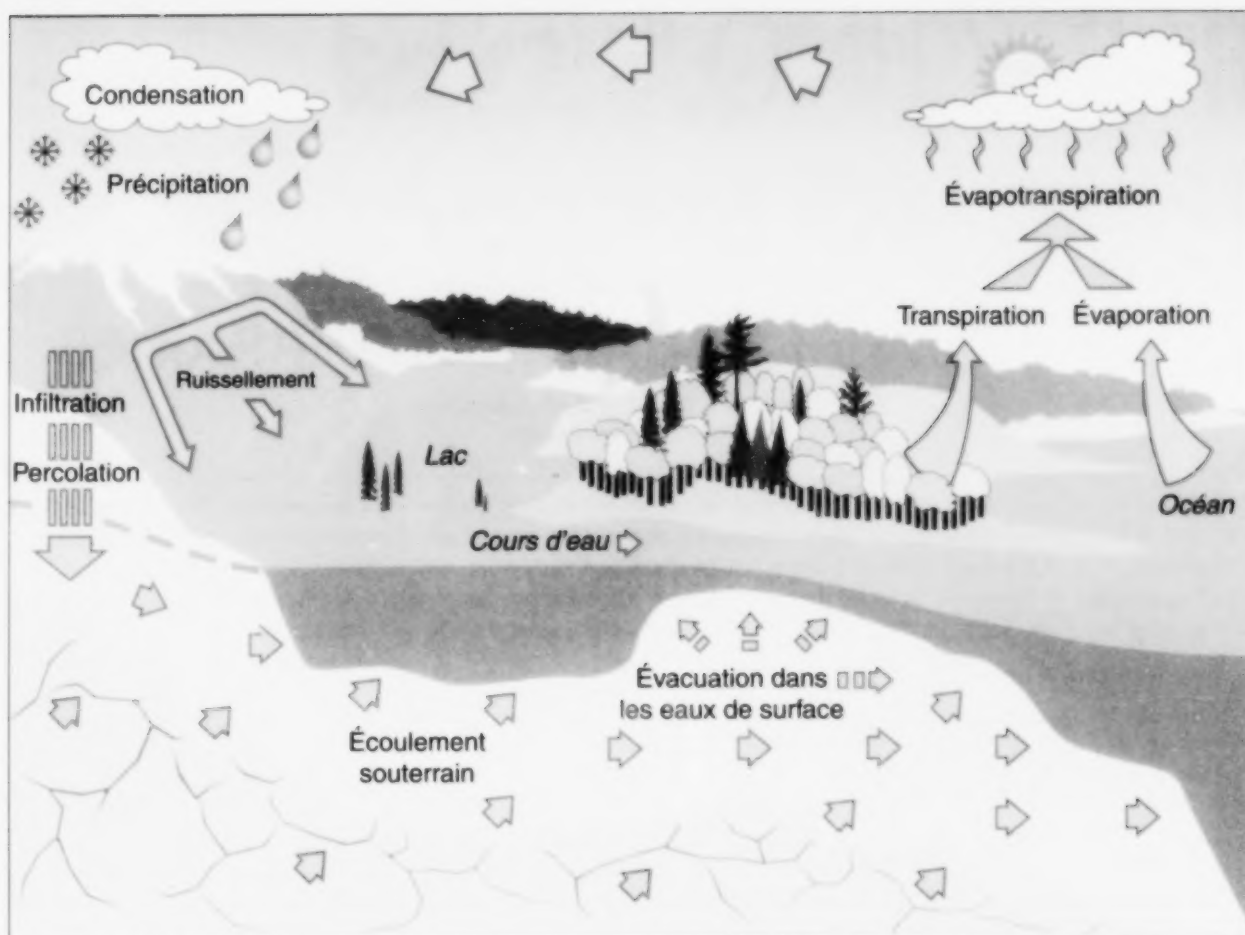 Condensation
Précipitation
Évapotranspiration
Transpiration
Évaporation
Ruissellement
Infiltration
Percolation
Lac
Océan
Cours d'eau
Évacuation dans
les eaux de surface
Écoulement
souterrain